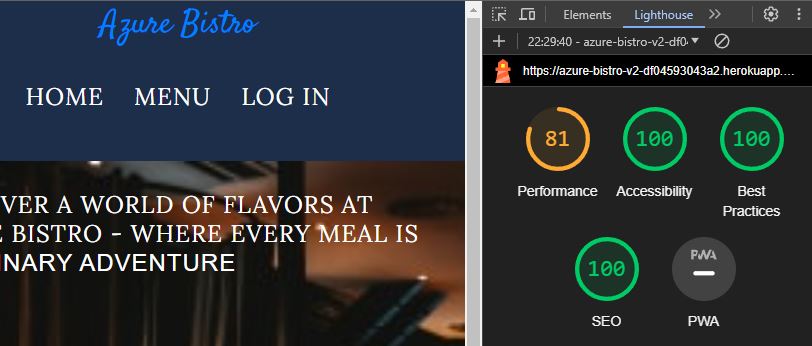 Azure Bistro
HOME MENU LOG IN
VER A WORLD OF FLAVORS AT
E BISTRO - WHERE EVERY MEAL IS
INARY ADVENTURE
Elements Lighthouse
22:29:40 - azure-bistro-v2-df04
https://azure-bistro-v2-df04593043a2.herokuapp....
81 100 100
Performance Accessibility Best
Practices
100 PWA
SEO PWA